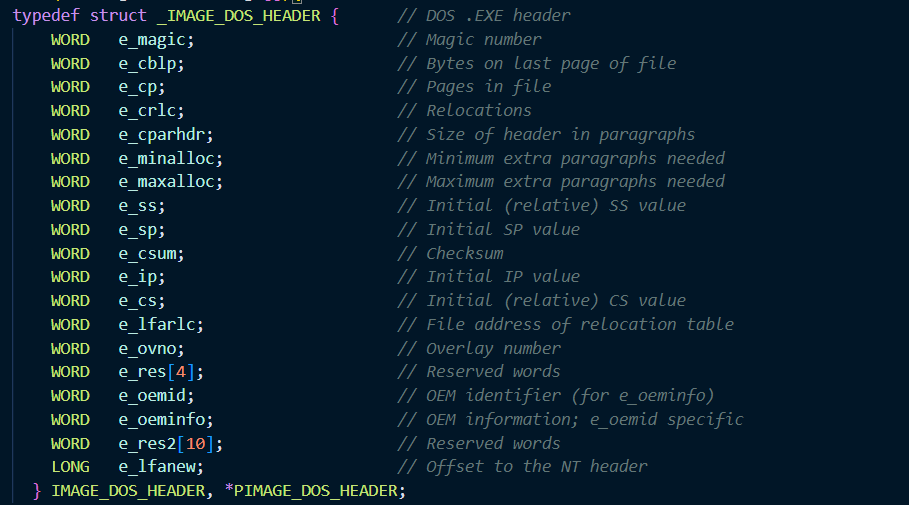 typedef struct _IMAGE_DOS_HEADER {      // DOS .EXE header
    WORD   e_magic;                     // Magic number
    WORD   e_cblp;                      // Bytes on last page of file
    WORD   e_cp;                        // Pages in file
    WORD   e_crlc;                      // Relocations
    WORD   e_cparhdr;                   // Size of header in paragraphs
    WORD   e_minalloc;                  // Minimum extra paragraphs needed
    WORD   e_maxalloc;                  // Maximum extra paragraphs needed
    WORD   e_ss;                        // Initial (relative) SS value
    WORD   e_sp;                        // Initial SP value
    WORD   e_csum;                      // Checksum
    WORD   e_ip;                        // Initial IP value
    WORD   e_cs;                        // Initial (relative) CS value
    WORD   e_lfarlc;                    // File address of relocation table
    WORD   e_ovno;                      // Overlay number
    WORD   e_res[4];                    // Reserved words
    WORD   e_oemid;                     // OEM identifier (for e_oeminfo)
    WORD   e_oeminfo;                   // OEM information; e_oemid specific
    WORD   e_res2[10];                  // Reserved words
    LONG   e_lfanew;                    // Offset to the NT header
  } IMAGE_DOS_HEADER, *PIMAGE_DOS_HEADER;